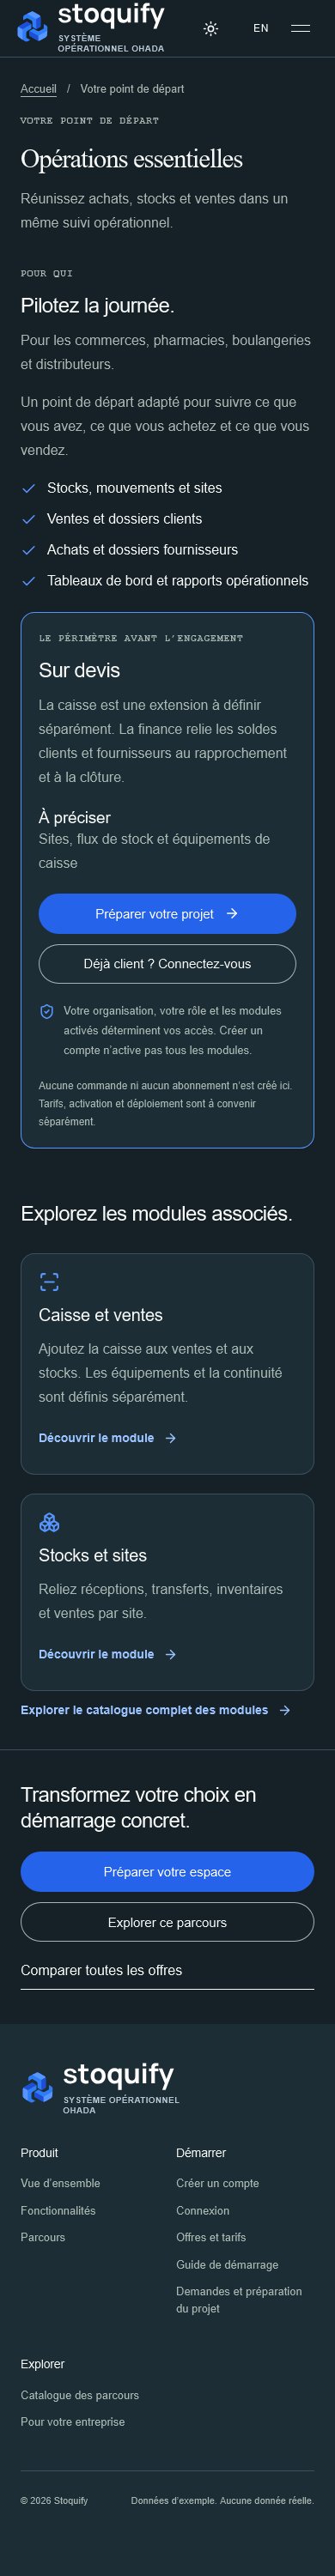 stoquify
SYSTÈME
OPÉRATIONNEL OHADA
EN
Accueil / Votre point de départ
VOTRE POINT DE DÉPART
Opérations essentielles
Réunissez achats, stocks et ventes dans un
même suivi opérationnel.
POUR QUI
Pilotez la journée.
Pour les commerces, pharmacies, boulangeries
et distributeurs.
Un point de départ adapté pour suivre ce que
vous avez, ce que vous achetez et ce que vous
vendez.
Stocks, mouvements et sites
Ventes et dossiers clients
Achats et dossiers fournisseurs
Tableaux de bord et rapports opérationnels
LE PÉRIMÈTRE AVANT L’ENGAGEMENT
Sur devis
La caisse est une extension à définir
séparément. La finance relie les soldes
clients et fournisseurs au rapprochement
et à la clôture.
À préciser
Sites, flux de stock et équipements de
caisse
Préparer votre projet
Déjà client ? Connectez-vous
Votre organisation, votre rôle et les modules
activés déterminent vos accès. Créer un
compte n’active pas tous les modules.
Aucune commande ni aucun abonnement n’est créé ici.
Tarifs, activation et déploiement sont à convenir
séparément.
Explorez les modules associés.
Caisse et ventes
Ajoutez la caisse aux ventes et aux
stocks. Les équipements et la continuité
sont définis séparément.
Découvrir le module
Stocks et sites
Reliez réceptions, transferts, inventaires
et ventes par site.
Découvrir le module
Explorer le catalogue complet des modules
Transformez votre choix en
démarrage concret.
Préparer votre espace
Explorer ce parcours
Comparer toutes les offres
stoquify
SYSTÈME OPÉRATIONNEL
OHADA
Produit
Vue d’ensemble
Fonctionnalités
Parcours
Démarrer
Créer un compte
Connexion
Offres et tarifs
Guide de démarrage
Demandes et préparation
du projet
Explorer
Catalogue des parcours
Pour votre entreprise
© 2026 Stoquify
Données d’exemple. Aucune donnée réelle.